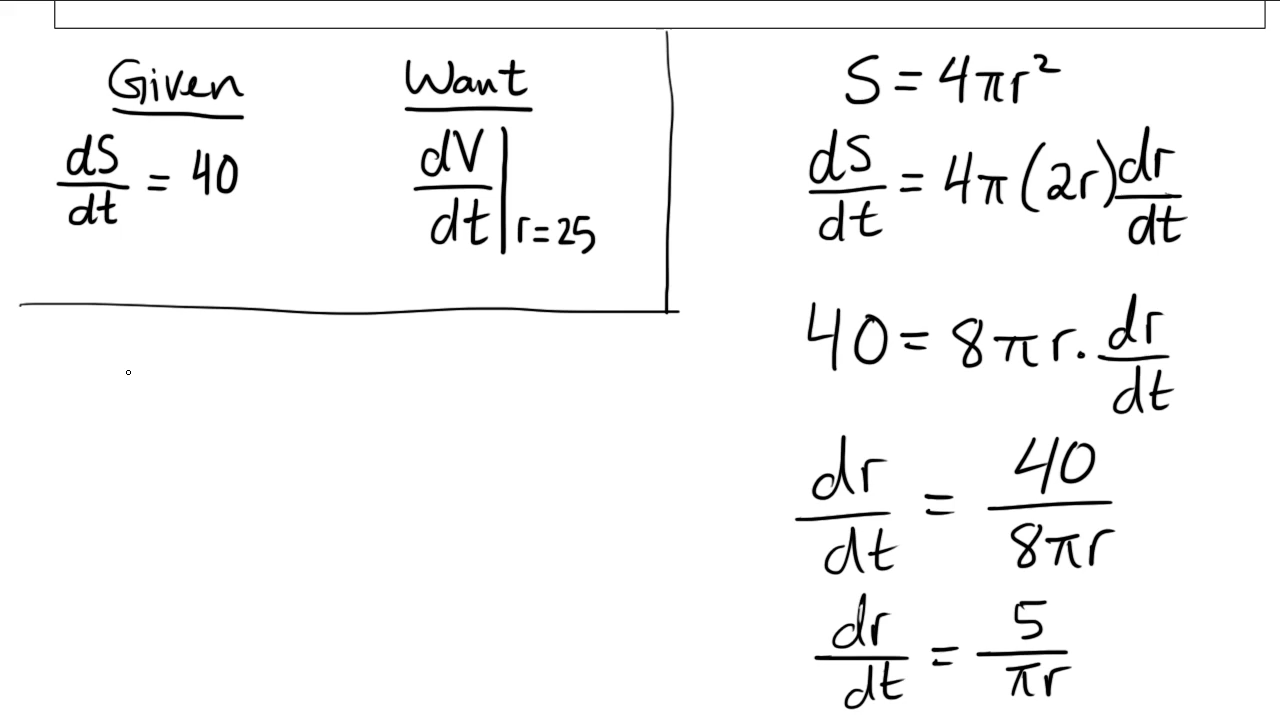 Given
dS/dt = 40
Want
dV/dt | r=25
S = 4πr²
dS/dt = 4π(2r)dr/dt
40 = 8πr · dr/dt
dr/dt = 40/8πr
dr/dt = 5/πr